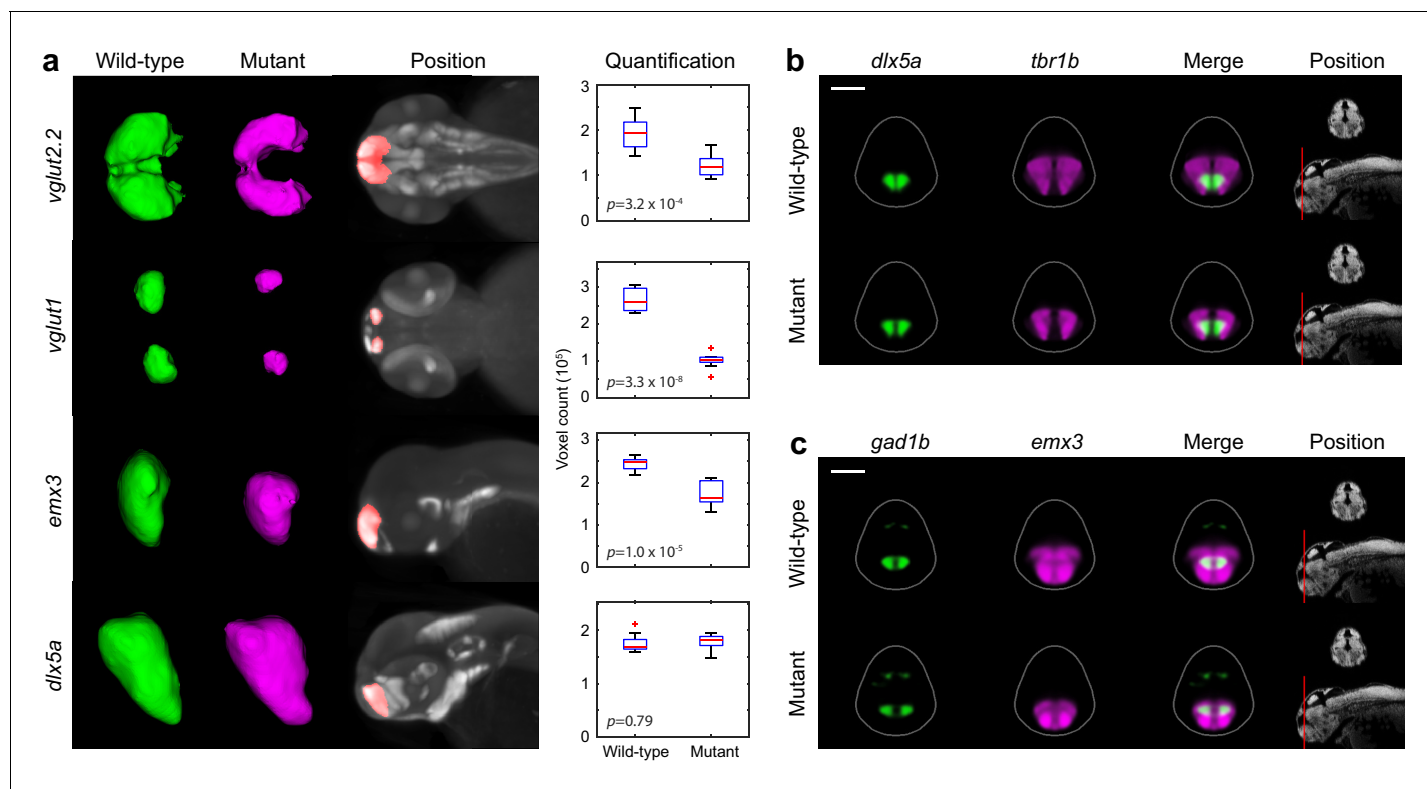 a
Wild-type Mutant Position Quantification
vglut2.2
3
2
1
0
p=3.2 x 10-4
vglut1
3
2
1
0
p=3.3 x 10-8
Voxel count (105)
emx3
3
2
1
0
p=1.0 x 10-5
dlx5a
2
1
0
p=0.79
Wild-type Mutant
b
dlx5a tbr1b Merge Position
Wild-type
Mutant
c
gad1b emx3 Merge Position
Wild-type
Mutant